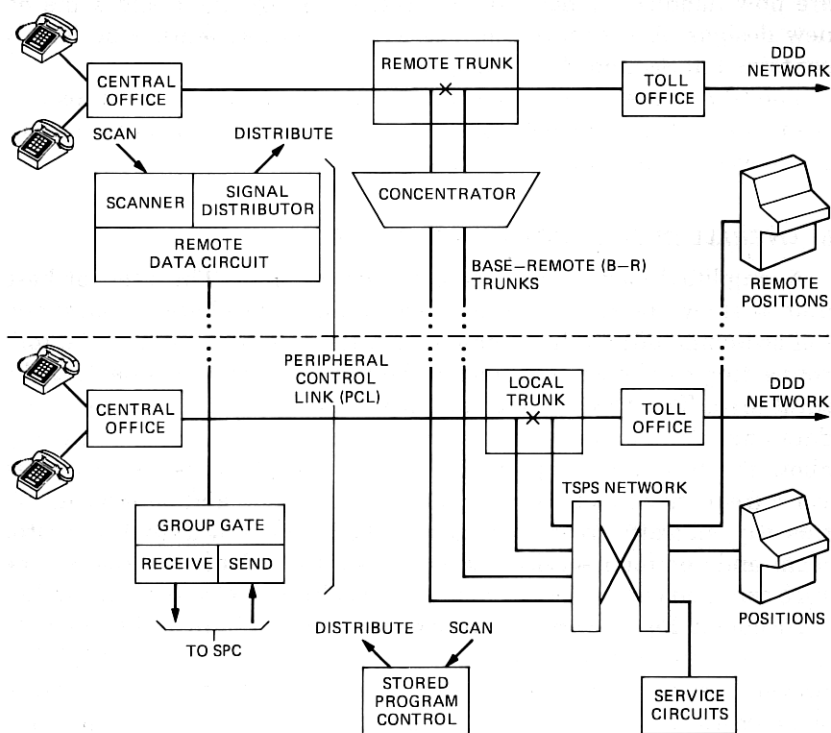 REMOTE TRUNK
DDD
NETWORK
CENTRAL
OFFICE
TOLL
OFFICE
SCAN
DISTRIBUTE
SCANNER
SIGNAL
DISTRIBUTOR
CONCENTRATOR
REMOTE
DATA CIRCUIT
BASE–REMOTE (B–R)
TRUNKS
REMOTE
POSITIONS
PERIPHERAL
CONTROL
LINK (PCL)
LOCAL
TRUNK
DDD
NETWORK
CENTRAL
OFFICE
TOLL
OFFICE
TSPS NETWORK
GROUP GATE
RECEIVE
SEND
TO SPC
DISTRIBUTE
SCAN
POSITIONS
STORED
PROGRAM
CONTROL
SERVICE
CIRCUITS